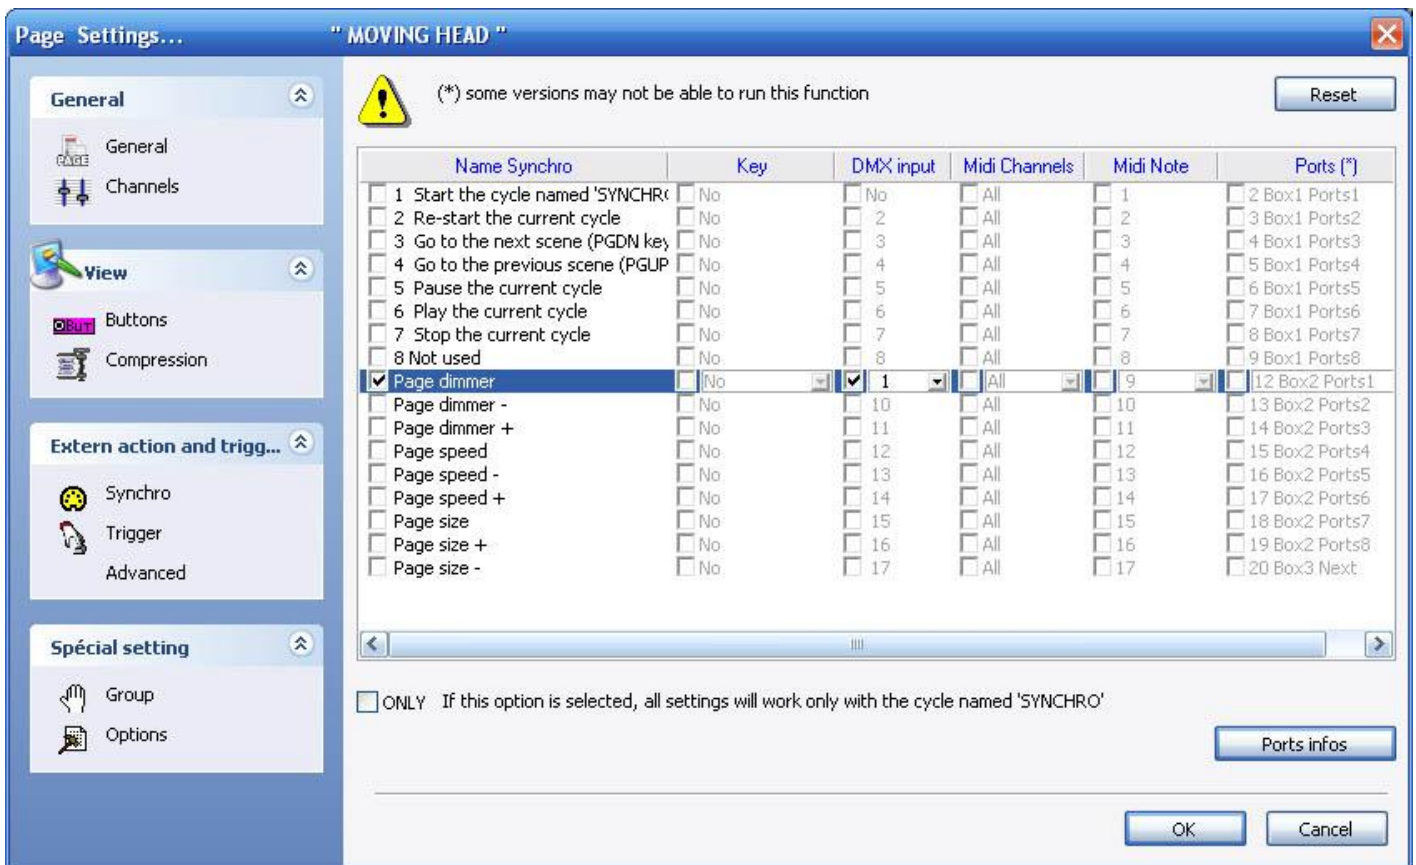 Page Settings... " MOVING HEAD "
General
General
Channels
View
Buttons
Compression
Extern action and trigg...
Synchro
Trigger
Advanced
Spécial setting
Group
Options
(*) some versions may not be able to run this function
Reset
Name Synchro Key DMX input Midi Channels Midi Note Ports (*)
1 Start the cycle named 'SYNCHR( No No All 1 2 Box1 Ports1
2 Re-start the current cycle No 2 All 2 3 Box1 Ports2
3 Go to the next scene (PGDN key No 3 All 3 4 Box1 Ports3
4 Go to the previous scene (PGUP No 4 All 4 5 Box1 Ports4
5 Pause the current cycle No 5 All 5 6 Box1 Ports5
6 Play the current cycle No 6 All 6 7 Box1 Ports6
7 Stop the current cycle No 7 All 7 8 Box1 Ports7
8 Not used No 8 All 8 9 Box1 Ports8
Page dimmer No 1 All 9 12 Box2 Ports1
Page dimmer - No 10 All 10 13 Box2 Ports2
Page dimmer + No 11 All 11 14 Box2 Ports3
Page speed No 12 All 12 15 Box2 Ports4
Page speed - No 13 All 13 16 Box2 Ports5
Page speed + No 14 All 14 17 Box2 Ports6
Page size No 15 All 15 18 Box2 Ports7
Page size + No 16 All 16 19 Box2 Ports8
Page size - No 17 All 17 20 Box3 Next
ONLY If this option is selected, all settings will work only with the cycle named 'SYNCHRO'
Ports infos
OK Cancel